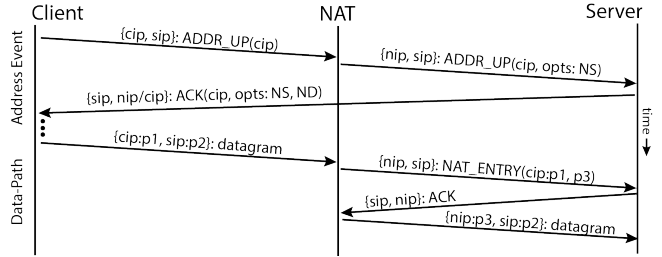 Client NAT Server
Address Event
{cip, sip}: ADDR_UP(cip)
{nip, sip}: ADDR_UP(cip, opts: NS)
{sip, nip/cip}: ACK(cip, opts: NS, ND)
time
Data-Path
{cip:p1, sip:p2}: datagram
{nip, sip}: NAT_ENTRY(cip:p1, p3)
{sip, nip}: ACK
{nip:p3, sip:p2}: datagram